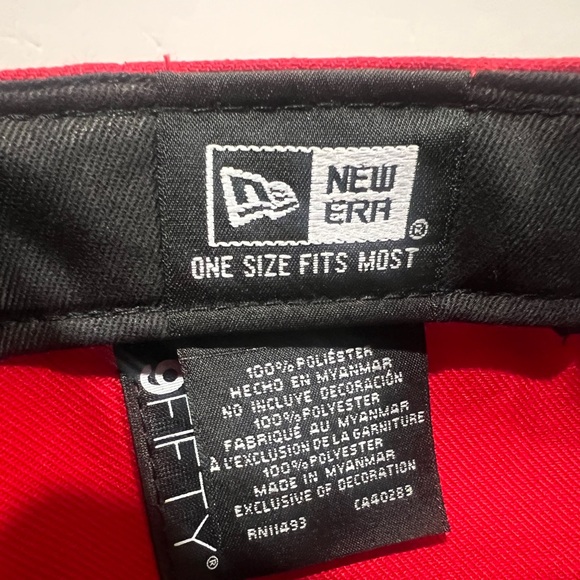 NEW
ERA®
ONE SIZE FITS MOST
9FIFTY®
100% POLIÉSTER
HECHO EN MYANMAR
NO INCLUYE DECORACIÓN
100% POLYESTER
FABRIQUÉ AU MYANMAR
À L'EXCLUSION DE LA GARNITURE
100% POLYESTER
MADE IN MYANMAR
EXCLUSIVE OF DECORATION
RN11493 CA40289